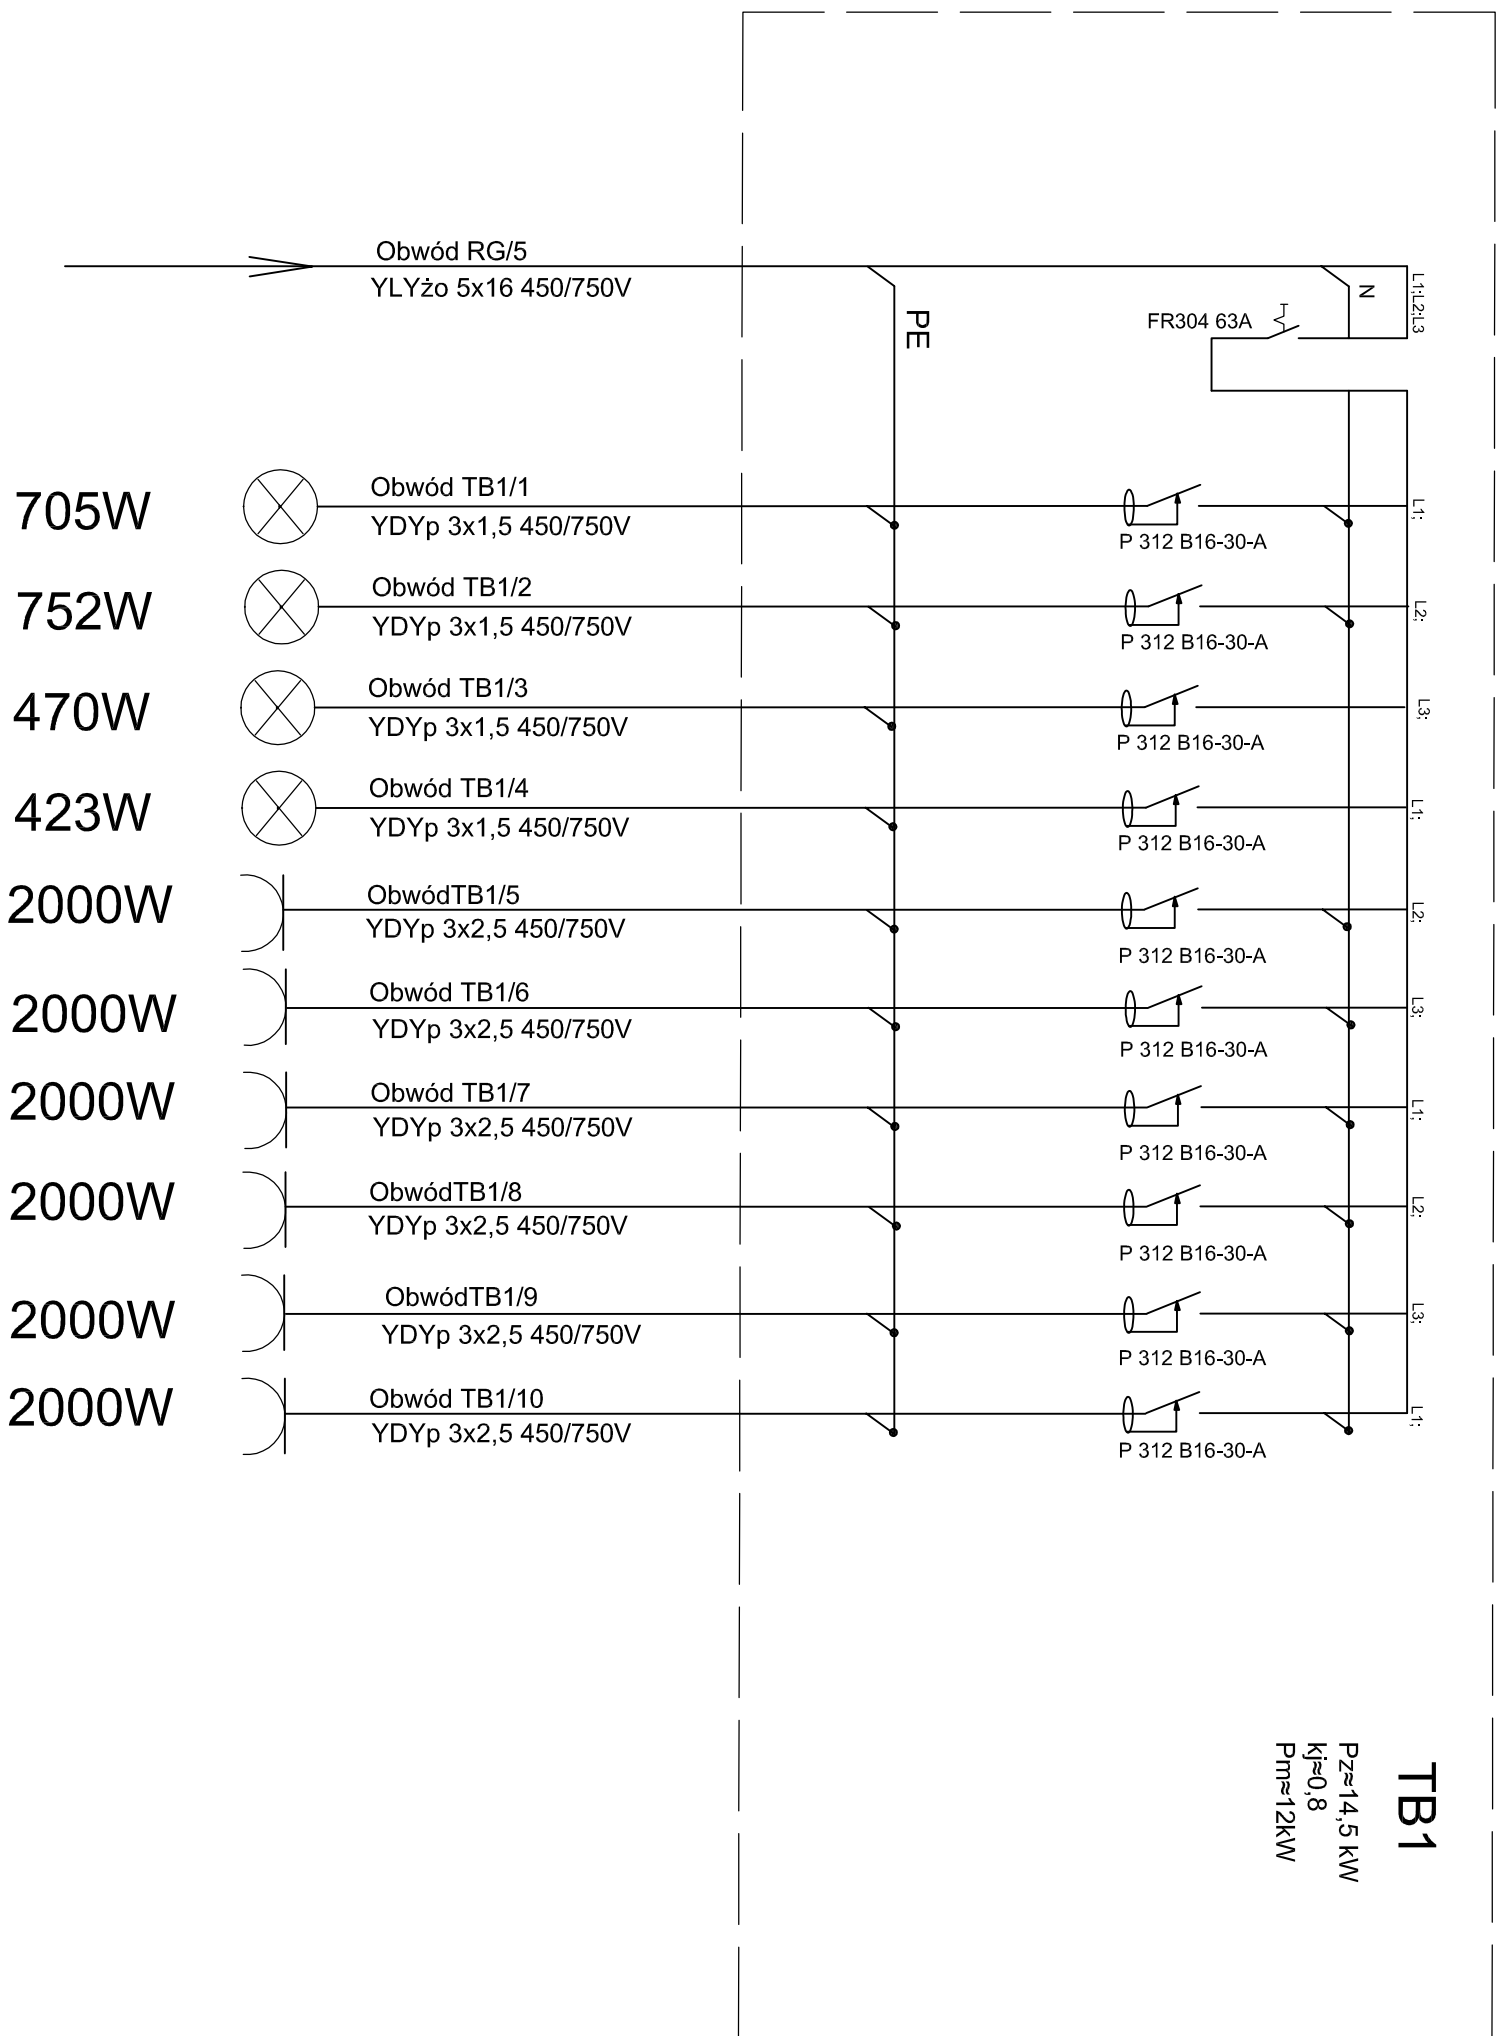 Obwód RG/5
YLYżo 5x16 450/750V
PE
N
L1;L2;L3
FR304 63A
705W
Obwód TB1/1
YDYp 3x1,5 450/750V
P 312 B16-30-A
L1;
752W
Obwód TB1/2
YDYp 3x1,5 450/750V
P 312 B16-30-A
L2;
470W
Obwód TB1/3
YDYp 3x1,5 450/750V
P 312 B16-30-A
L3;
423W
Obwód TB1/4
YDYp 3x1,5 450/750V
P 312 B16-30-A
L1;
2000W
ObwódTB1/5
YDYp 3x2,5 450/750V
P 312 B16-30-A
L2;
2000W
Obwód TB1/6
YDYp 3x2,5 450/750V
P 312 B16-30-A
L3;
2000W
Obwód TB1/7
YDYp 3x2,5 450/750V
P 312 B16-30-A
L1;
2000W
ObwódTB1/8
YDYp 3x2,5 450/750V
P 312 B16-30-A
L2;
2000W
ObwódTB1/9
YDYp 3x2,5 450/750V
P 312 B16-30-A
L3;
2000W
Obwód TB1/10
YDYp 3x2,5 450/750V
P 312 B16-30-A
L1;
TB1
Pz≈14,5 kW
kj≈0,8
Pm≈12kW